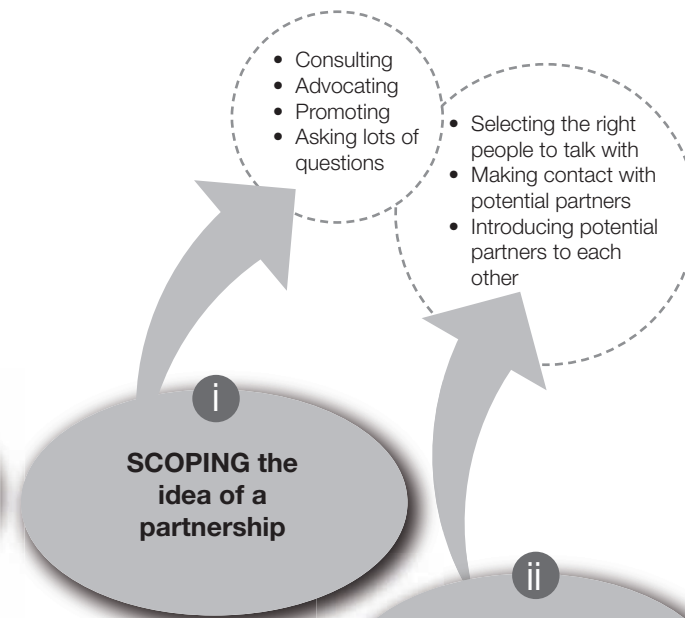 • Consulting
• Advocating
• Promoting
• Asking lots of
questions
• Selecting the right
people to talk with
• Making contact with
potential partners
• Introducing potential
partners to each
other
i
SCOPING the
idea of a
partnership
ii